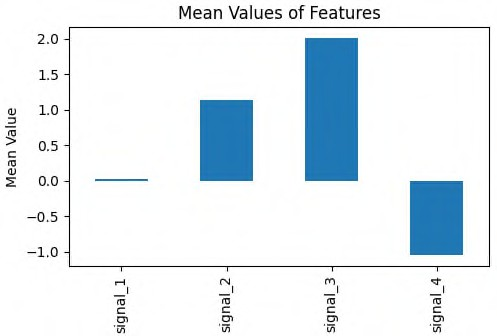 Mean Values of Features
Mean Value
2.0
1.5
1.0
0.5
0.0
−0.5
−1.0
signal_1
signal_2
signal_3
signal_4